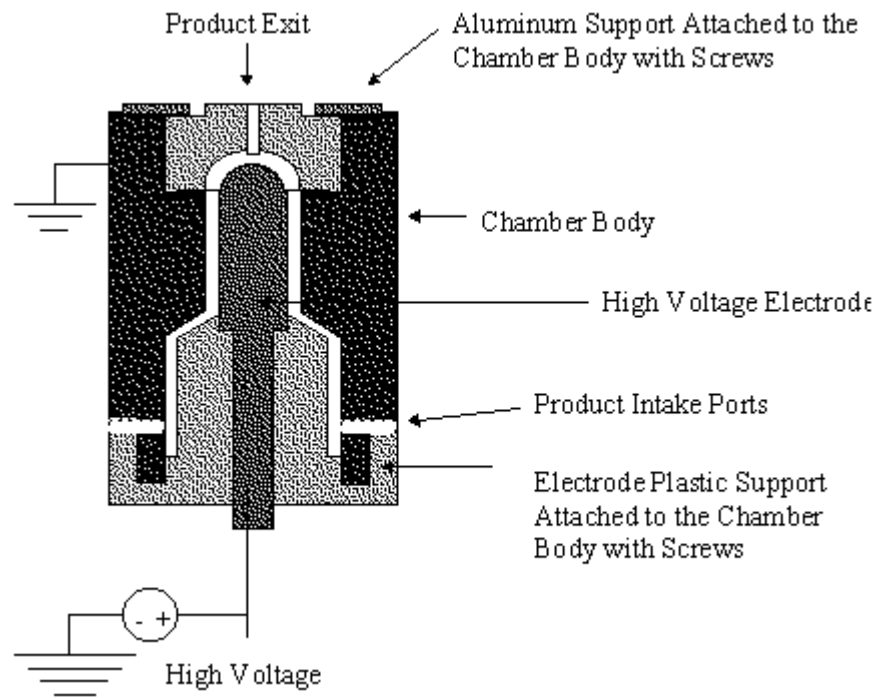 Product Exit
Aluminum Support Attached to the
Chamber Body with Screws
Chamber Body
High Voltage Electrode
Product Intake Ports
Electrode Plastic Support
Attached to the Chamber
Body with Screws
- +
High Voltage